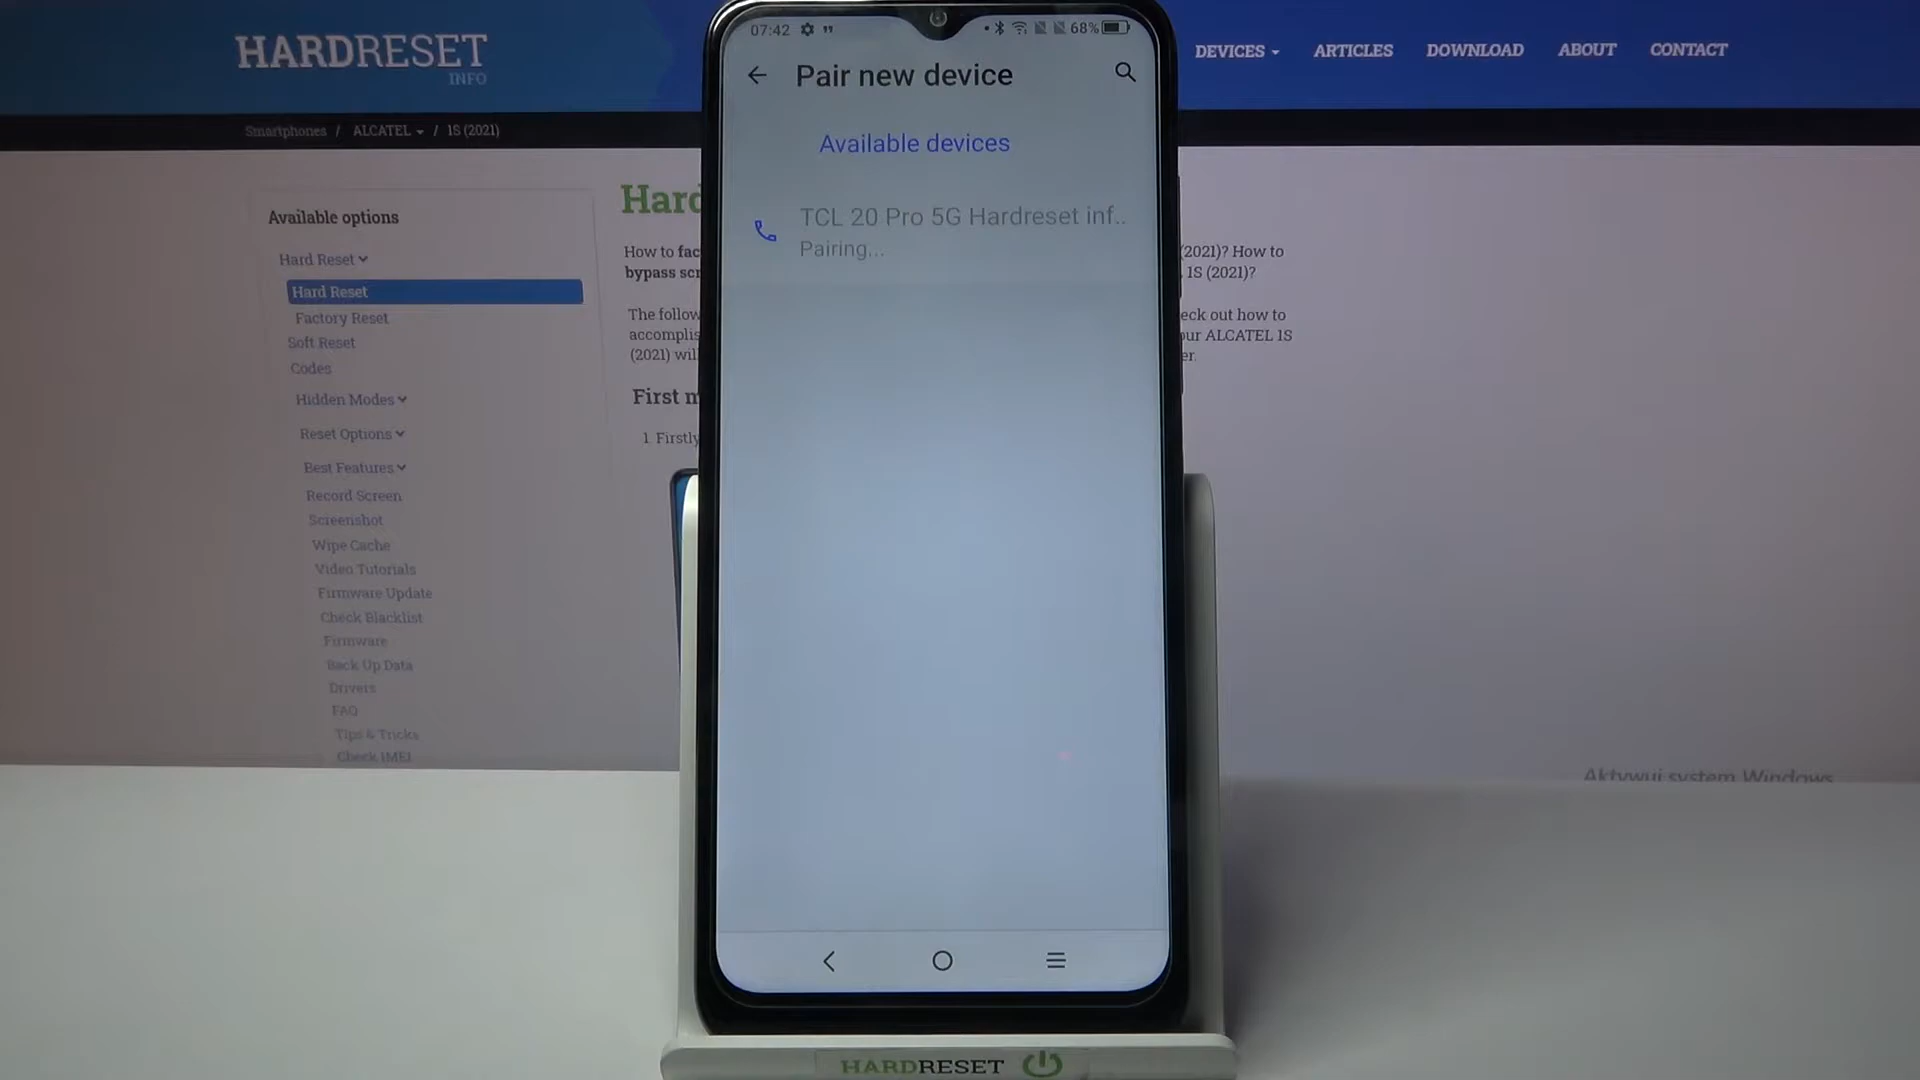 HARDRESET
INFO
DEVICES
ARTICLES
DOWNLOAD
ABOUT
CONTACT
Smartphones / ALCATEL / 1S (2021)
07:42
68%
Pair new device
Available devices
TCL 20 Pro 5G Hardreset inf..
Pairing...
Available options
Hard Reset
Hard Reset
Factory Reset
Soft Reset
Codes
Hidden Modes
Reset Options
Best Features
Record Screen
Screenshot
Wipe Cache
Video Tutorials
Firmware Update
Check Blacklist
Firmware
Back Up Data
Drivers
FAQ
Tips & Tricks
Check IMEI
Hard
How to fac (2021)? How to
bypass scr 1S (2021)?
The follow eck out how to
accomplis ur ALCATEL 1S
(2021) wil er.
First m
1. Firstly
Aktywuj system Windows
HARDRESET